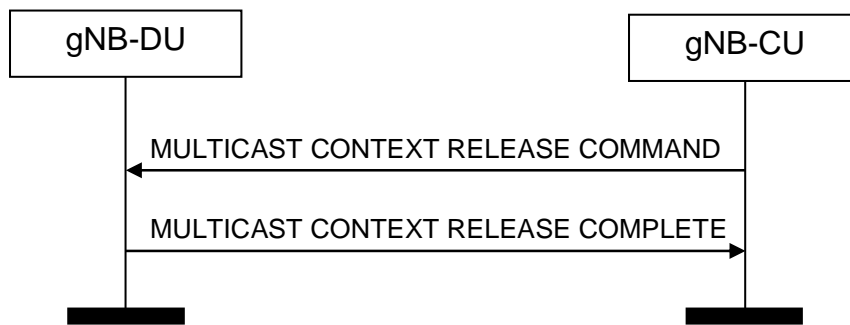 gNB-DU
gNB-CU
MULTICAST CONTEXT RELEASE COMMAND
MULTICAST CONTEXT RELEASE COMPLETE